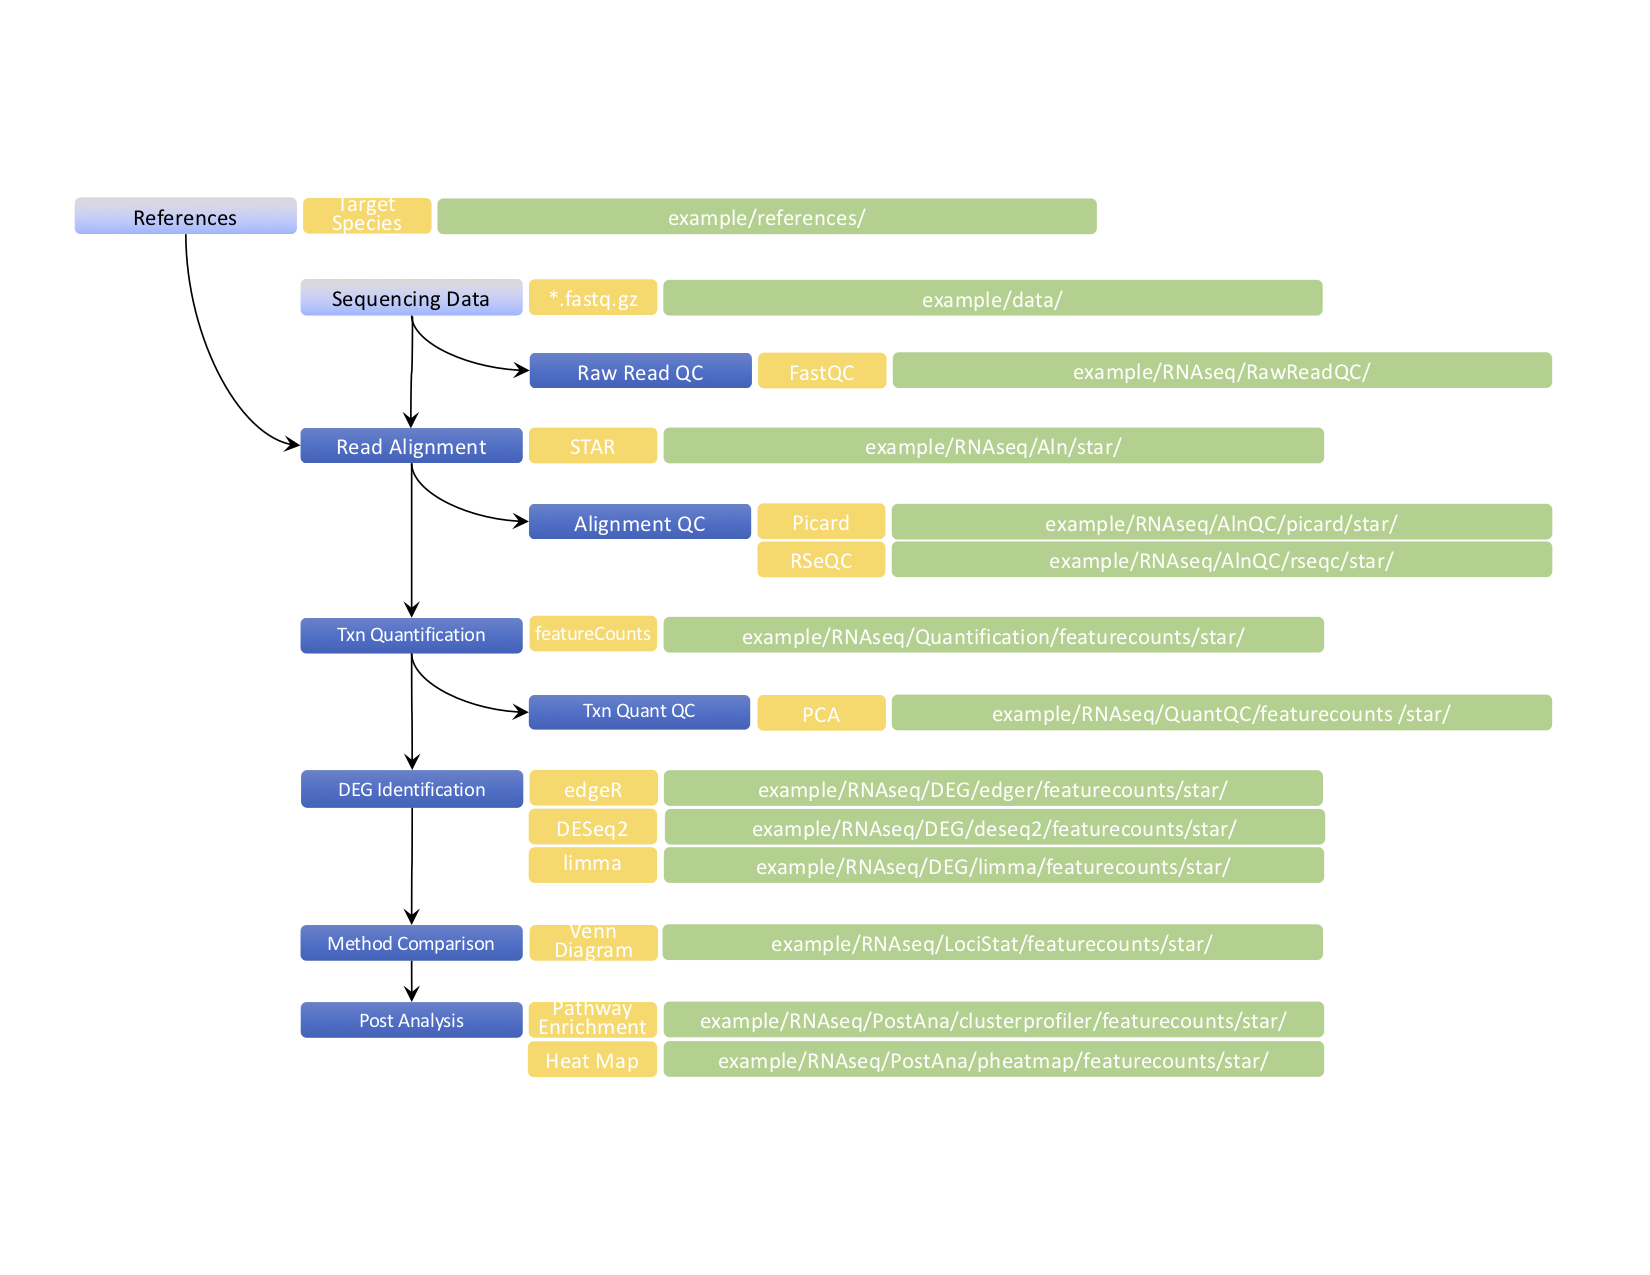 References
Target
Species
example/references/
Sequencing Data
*.fastq.gz
example/data/
Raw Read QC
FastQC
example/RNAseq/RawReadQC/
Read Alignment
STAR
example/RNAseq/Aln/star/
Alignment QC
Picard
example/RNAseq/AlnQC/picard/star/
RSeQC
example/RNAseq/AlnQC/rseqc/star/
Txn Quantification
featureCounts
example/RNAseq/Quantification/featurecounts/star/
Txn Quant QC
PCA
example/RNAseq/QuantQC/featurecounts /star/
DEG Identification
edgeR
example/RNAseq/DEG/edger/featurecounts/star/
DESeq2
example/RNAseq/DEG/deseq2/featurecounts/star/
limma
example/RNAseq/DEG/limma/featurecounts/star/
Method Comparison
Venn
Diagram
example/RNAseq/LociStat/featurecounts/star/
Post Analysis
Pathway
Enrichment
example/RNAseq/PostAna/clusterprofiler/featurecounts/star/
Heat Map
example/RNAseq/PostAna/pheatmap/featurecounts/star/